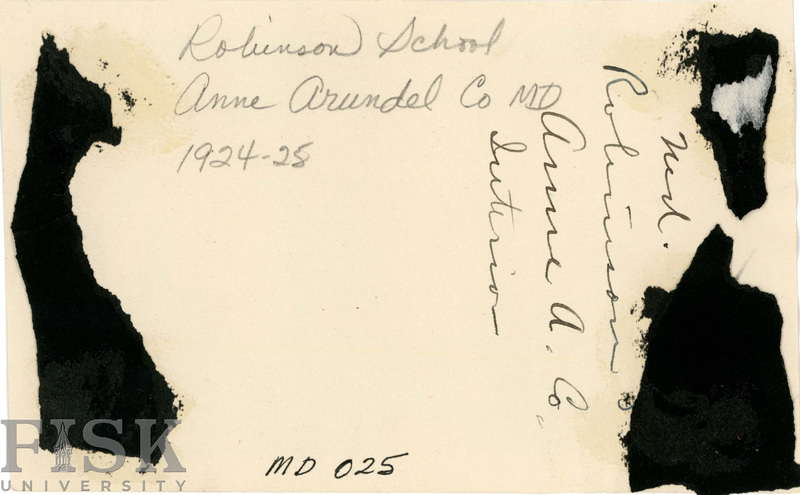 Robinson School
Anne Arundel Co MD
1924-25
Md.
Robinson
Anne A. Co.
Interior
MD 025
FISK
UNIVERSITY